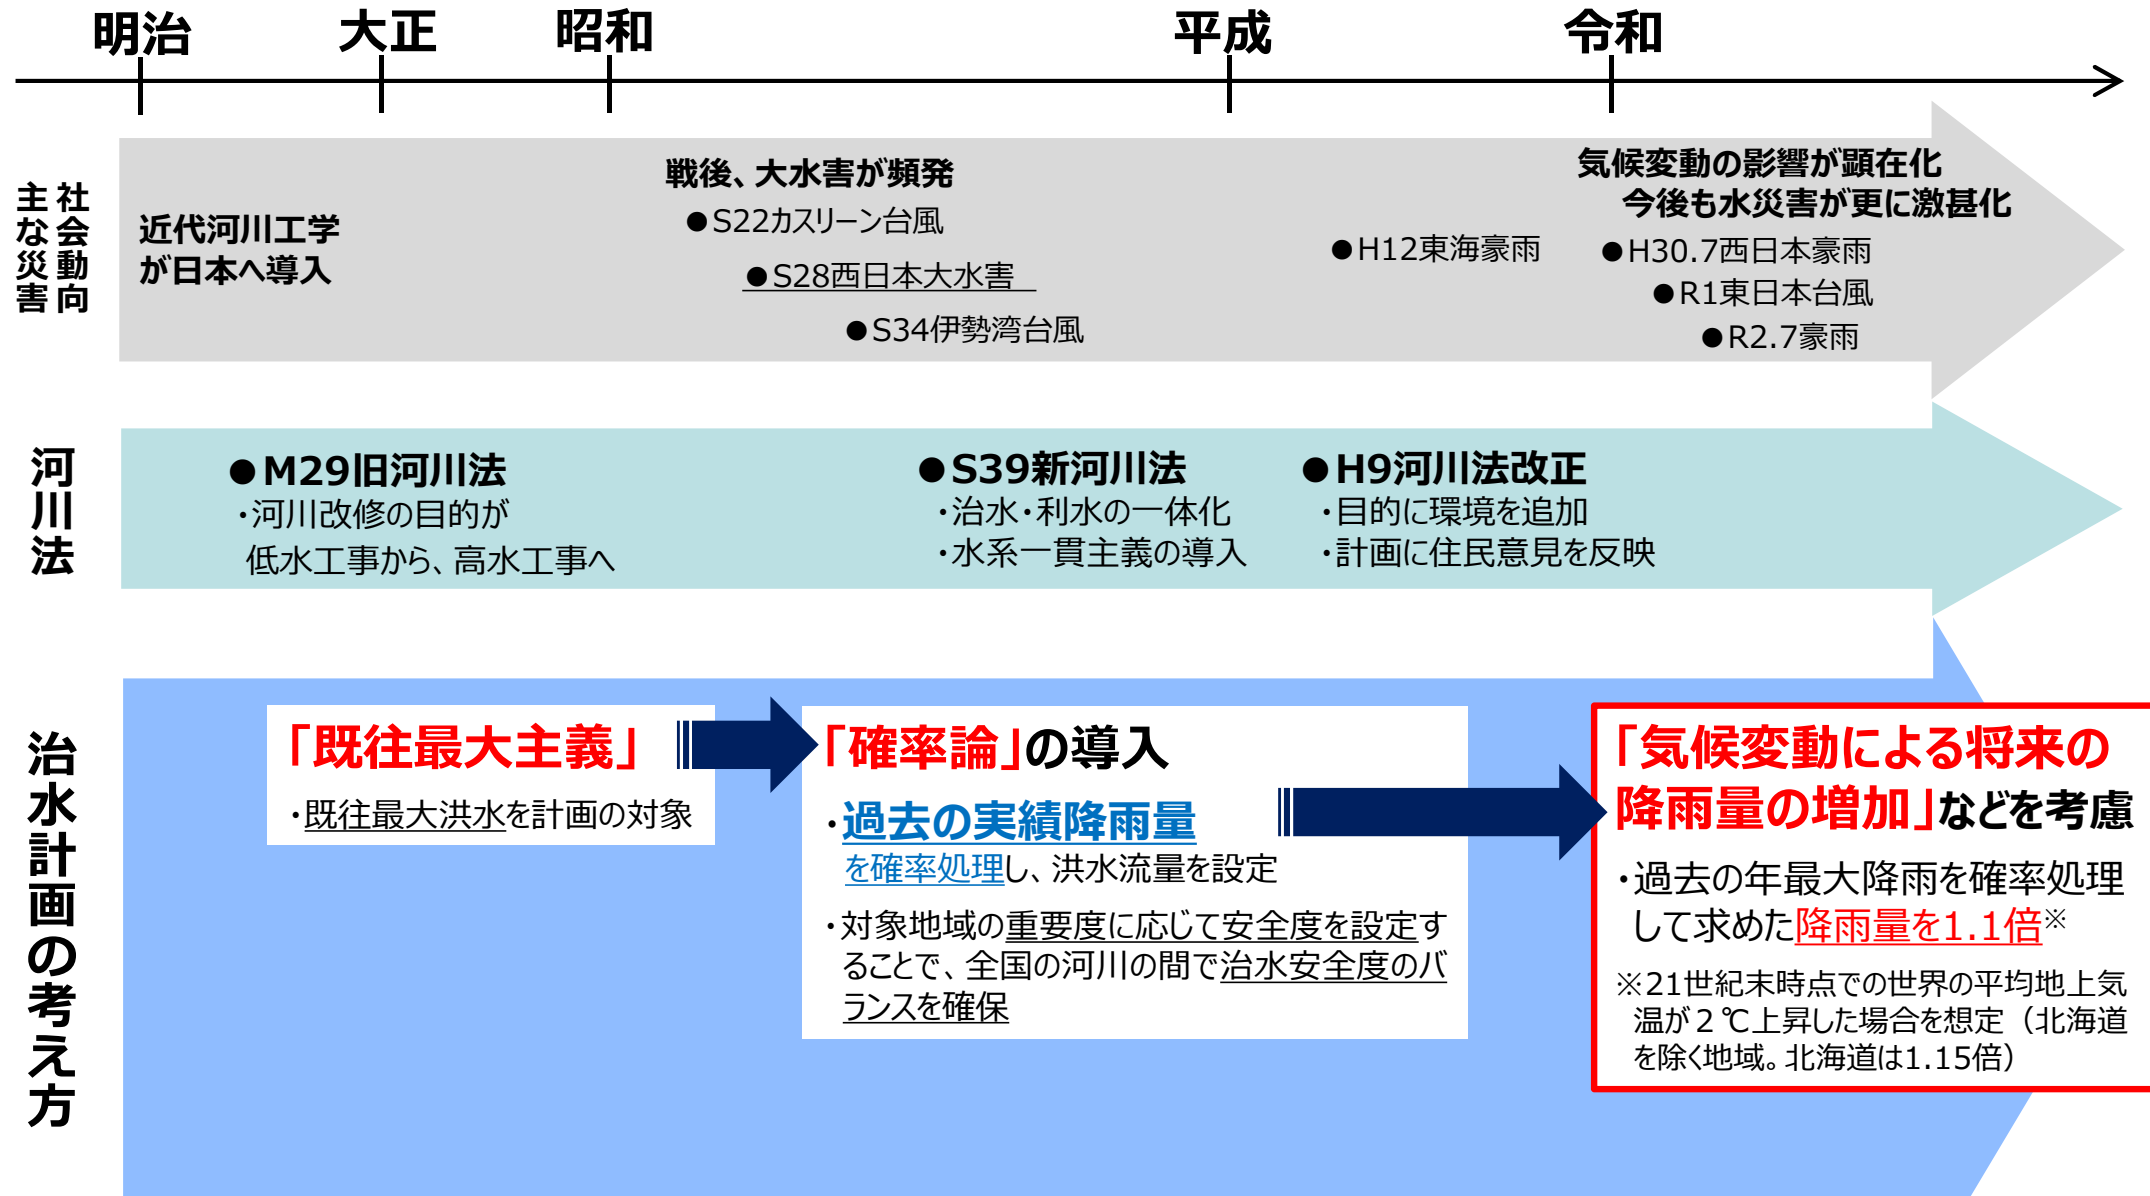 明治
大正
昭和
平成
令和
社会動向
主な災害
近代河川工学
が日本へ導入
戦後、大水害が頻発
●S22カスリーン台風
●S28西日本大水害
●S34伊勢湾台風
●H12東海豪雨
気候変動の影響が顕在化
今後も水災害が更に激甚化
●H30.7西日本豪雨
●R1東日本台風
●R2.7豪雨
河川法
●M29旧河川法
・河川改修の目的が
低水工事から、高水工事へ
●S39新河川法
・治水・利水の一体化
・水系一貫主義の導入
●H9河川法改正
・目的に環境を追加
・計画に住民意見を反映
治水計画の考え方
「既往最大主義」
・既往最大洪水を計画の対象
「確率論」の導入
・過去の実績降雨量
を確率処理し、洪水流量を設定
・対象地域の重要度に応じて安全度を設定す
ることで、全国の河川の間で治水安全度のバ
ランスを確保
「気候変動による将来の
降雨量の増加」などを考慮
・過去の年最大降雨を確率処理
して求めた降雨量を1.1倍※
※21世紀末時点での世界の平均地上気
温が２℃上昇した場合を想定（北海道
を除く地域。北海道は1.15倍）